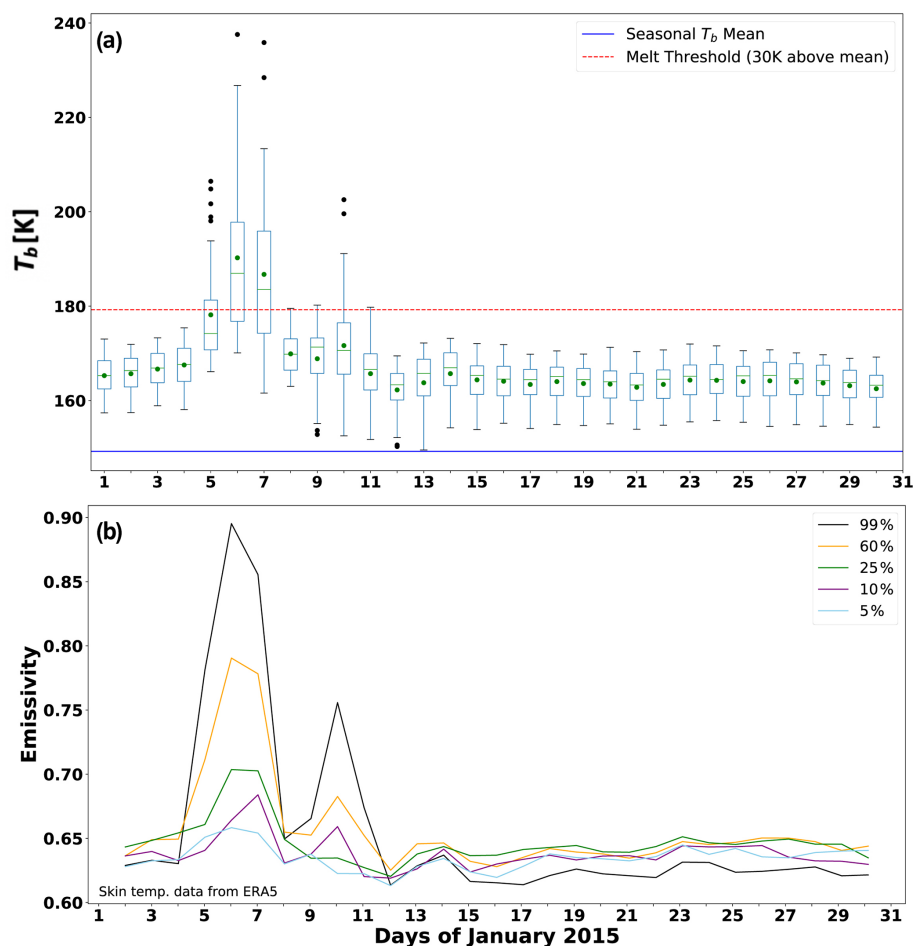 (a)
Seasonal T_b Mean
Melt Threshold (30K above mean)
240
220
200
180
160
T_b[K]
1 3 5 7 9 11 13 15 17 19 21 23 25 27 29 31
(b)
99%
60%
25%
10%
5%
0.90
0.85
0.80
0.75
0.70
0.65
0.60
Emissivity
Skin temp. data from ERA5
1 3 5 7 9 11 13 15 17 19 21 23 25 27 29 31
Days of January 2015